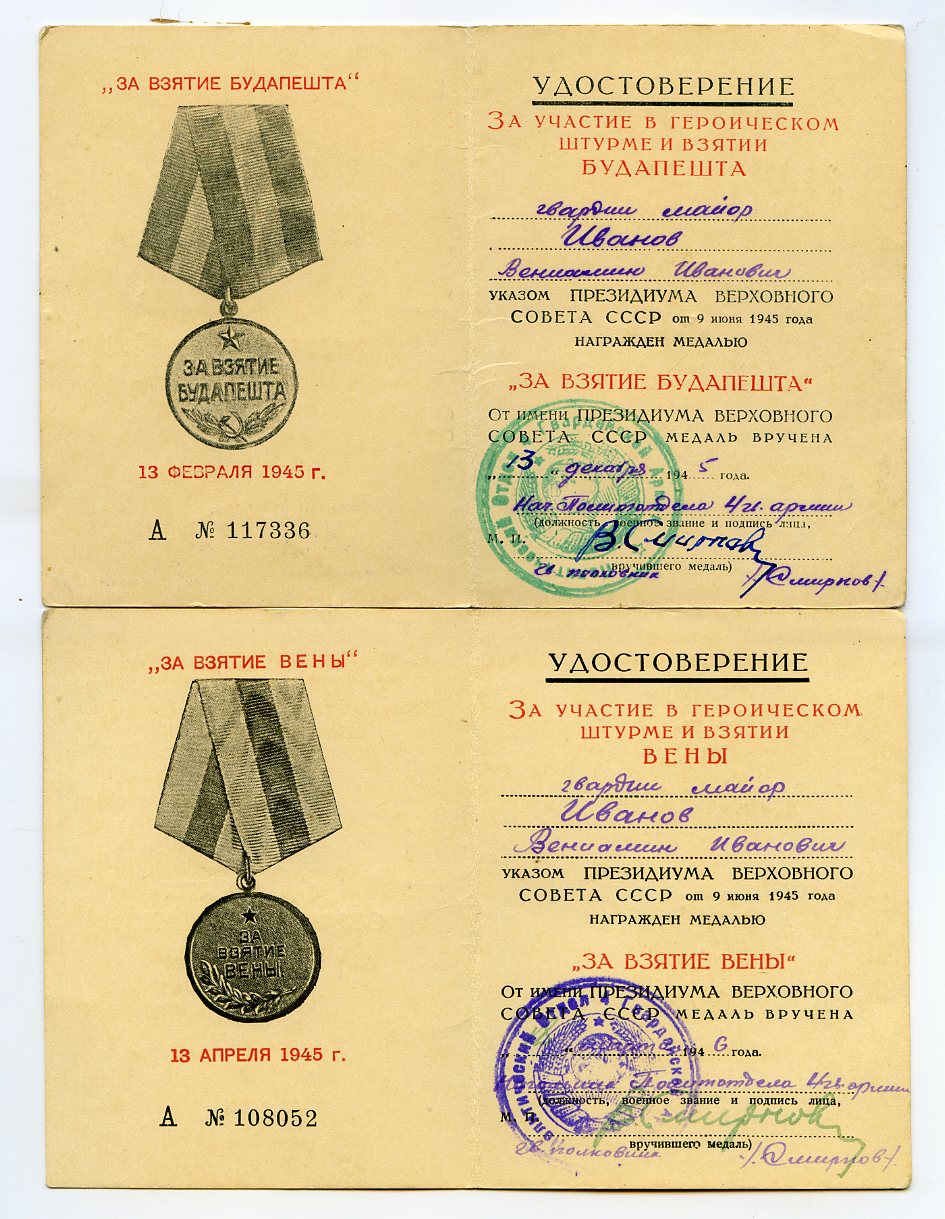 „ЗА ВЗЯТИЕ БУДАПЕШТА“
ЗА ВЗЯТИЕ
БУДАПЕШТА
13 ФЕВРАЛЯ 1945 г.
А № 117336
УДОСТОВЕРЕНИЕ
ЗА УЧАСТИЕ В ГЕРОИЧЕСКОМ
ШТУРМЕ И ВЗЯТИИ
БУДАПЕШТА
гвардии майор
Иванов
Вениамин Иванович
УКАЗОМ ПРЕЗИДИУМА ВЕРХОВНОГО
СОВЕТА СССР от 9 июня 1945 года
НАГРАЖДЕН МЕДАЛЬЮ
„ЗА ВЗЯТИЕ БУДАПЕШТА“
ОТ имени ПРЕЗИДИУМА ВЕРХОВНОГО
СОВЕТА СССР МЕДАЛЬ ВРУЧЕНА
„13“ декабря 1945 года.
Нач. Политотдела 4 гв. армии
(должность, военное звание и подпись лица,
М. П. ВСмирнов
вручившего медаль)
гв. полковник /Смирнов/
„ЗА ВЗЯТИЕ ВЕНЫ“
ЗА
ВЗЯТИЕ
ВЕНЫ
13 АПРЕЛЯ 1945 г.
А № 108052
УДОСТОВЕРЕНИЕ
ЗА УЧАСТИЕ В ГЕРОИЧЕСКОМ
ШТУРМЕ И ВЗЯТИИ
ВЕНЫ
гвардии майор
Иванов
Вениамин Иванович
УКАЗОМ ПРЕЗИДИУМА ВЕРХОВНОГО
СОВЕТА СССР от 9 июня 1945 года
НАГРАЖДЕН МЕДАЛЬЮ
„ЗА ВЗЯТИЕ ВЕНЫ“
ОТ имени ПРЕЗИДИУМА ВЕРХОВНОГО
СОВЕТА СССР МЕДАЛЬ ВРУЧЕНА
1946 года.
Политотдела 4 гв. армии
(должность, военное звание и подпись лица,
М. П. Смирнов
вручившего медаль)
гв. полковник /Смирнов/